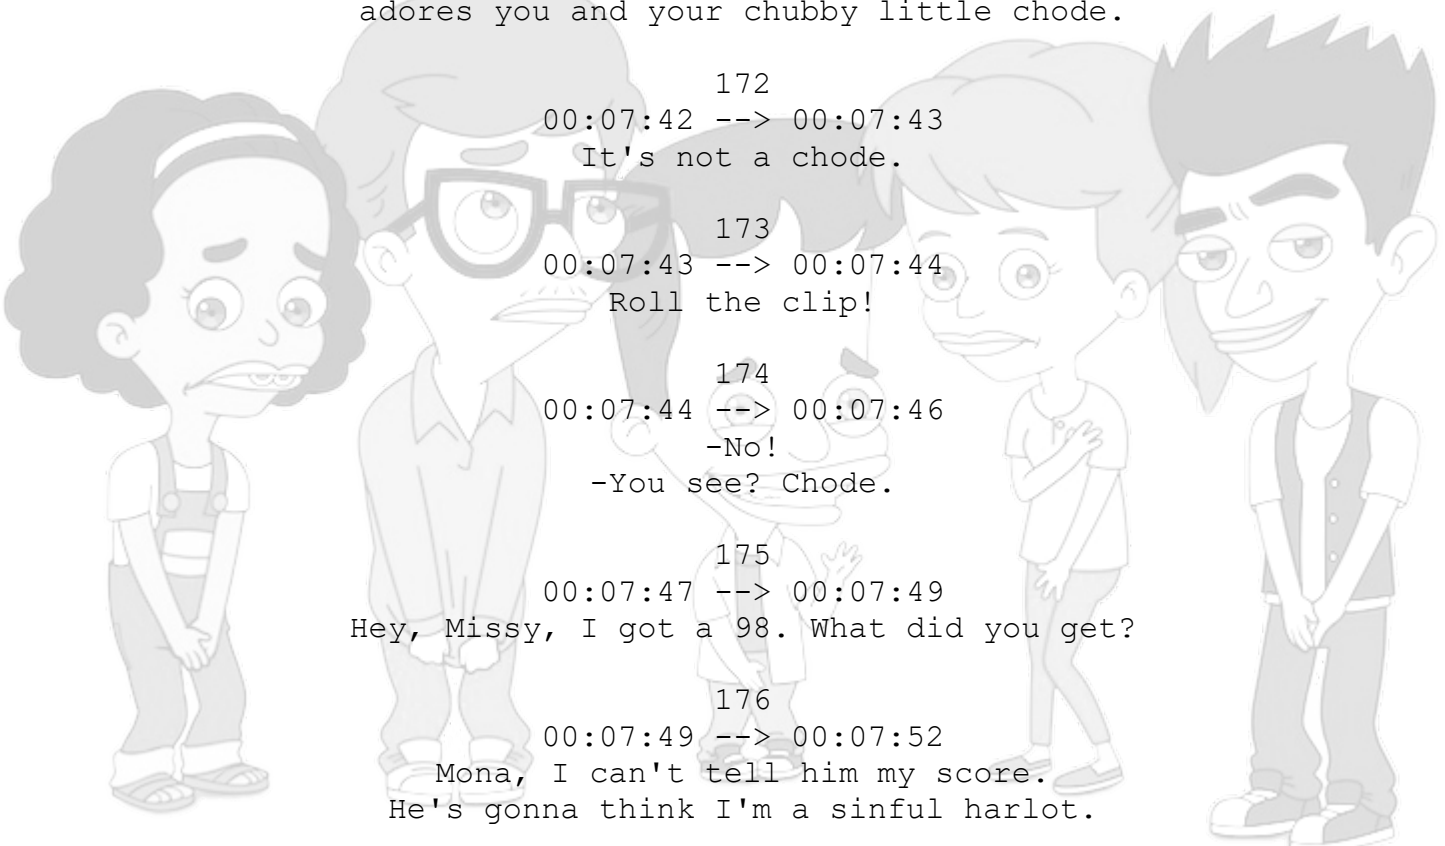 adores you and your chubby little chode.
172
00:07:42 --> 00:07:43
It's not a chode.
173
00:07:43 --> 00:07:44
Roll the clip!
174
00:07:44 --> 00:07:46
-No!
-You see? Chode.
175
00:07:47 --> 00:07:49
Hey, Missy, I got a 98. What did you get?
176
00:07:49 --> 00:07:52
Mona, I can't tell him my score.
He's gonna think I'm a sinful harlot.